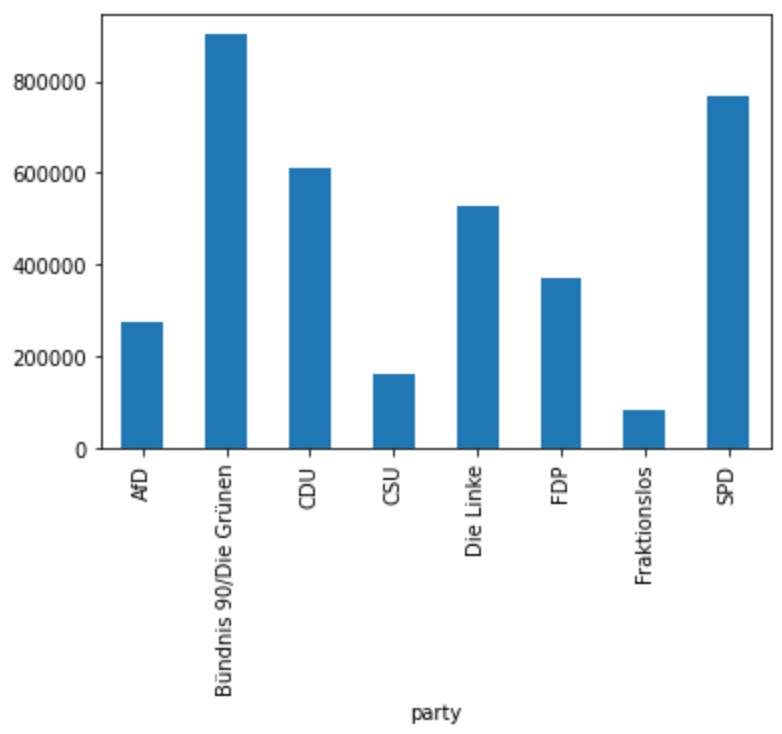 800000
600000
400000
200000
0
AfD
Bündnis 90/Die Grünen
CDU
CSU
Die Linke
FDP
Fraktionslos
SPD
party